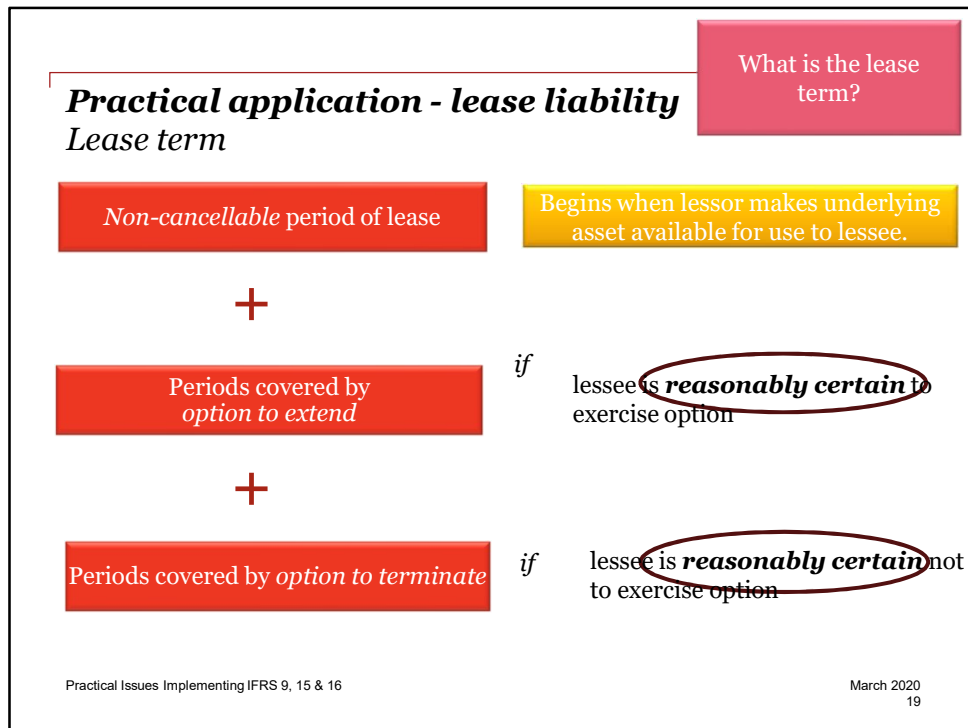 What is the lease
term?
Practical application - lease liability
Lease term
Non-cancellable period of lease
Begins when lessor makes underlying
asset available for use to lessee.
+
Periods covered by
option to extend
if
lessee is reasonably certain to
exercise option
+
Periods covered by option to terminate
if
lessee is reasonably certain not
to exercise option
Practical Issues Implementing IFRS 9, 15 & 16
March 2020
19